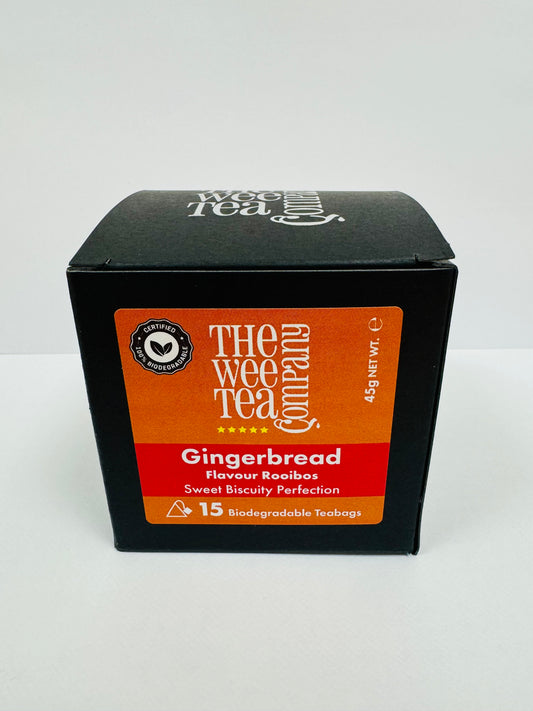 wee
Tea
Company
CERTIFIED
100% BIODEGRADABLE
THE
wee
Tea
Company
45g NET WT. ℮
Gingerbread
Flavour Rooibos
Sweet Biscuity Perfection
15 Biodegradable Teabags